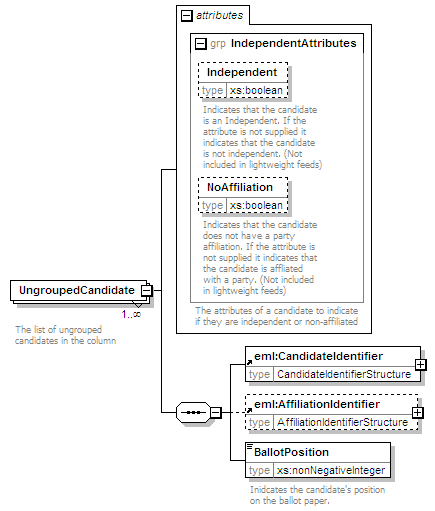 attributes
grp IndependentAttributes
Independent
type xs:boolean
Indicates that the candidate
is an Independent. If the
attribute is not supplied it
indicates that the candidate
is not independent. (Not
included in lightweight feeds)
NoAffiliation
type xs:boolean
Indicates that the candidate
does not have a party
affiliation. If the attribute is
not supplied it indicates that
the candidate is affliated
with a party. (Not included
in lightweight feeds)
The attributes of a candidate to indicate
if they are independent or non-affiliated
UngroupedCandidate
1..∞
The list of ungrouped
candidates in the column
eml:CandidateIdentifier
type CandidateIdentifierStructure
eml:AffiliationIdentifier
type AffiliationIdentifierStructure
BallotPosition
type xs:nonNegativeInteger
Inidcates the candidate's position
on the ballot paper.